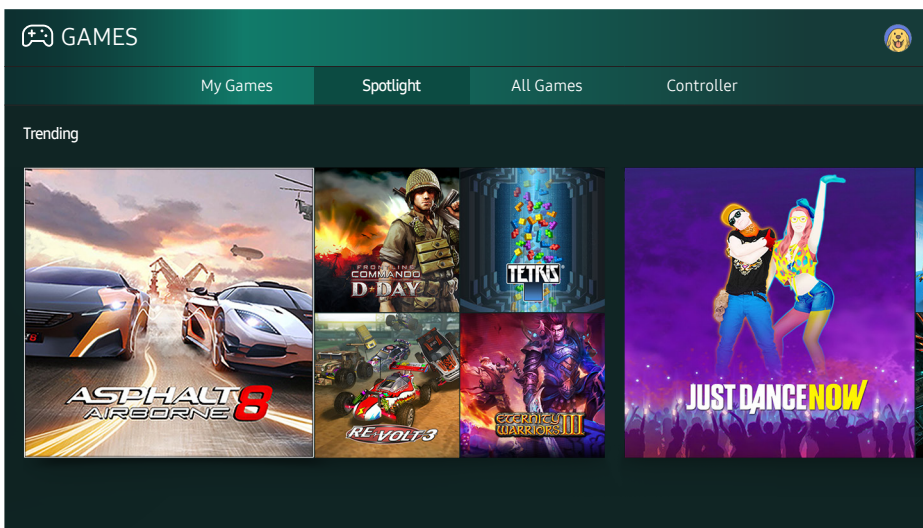 GAMES
My Games
Spotlight
All Games
Controller
Trending
ASPHALT 8
AIRBORNE
FRONTLINE
COMMANDO
D★DAY
TETRIS
RE-VOLT 3
ETERNITY
WARRIORS III
JUST DANCE NOW